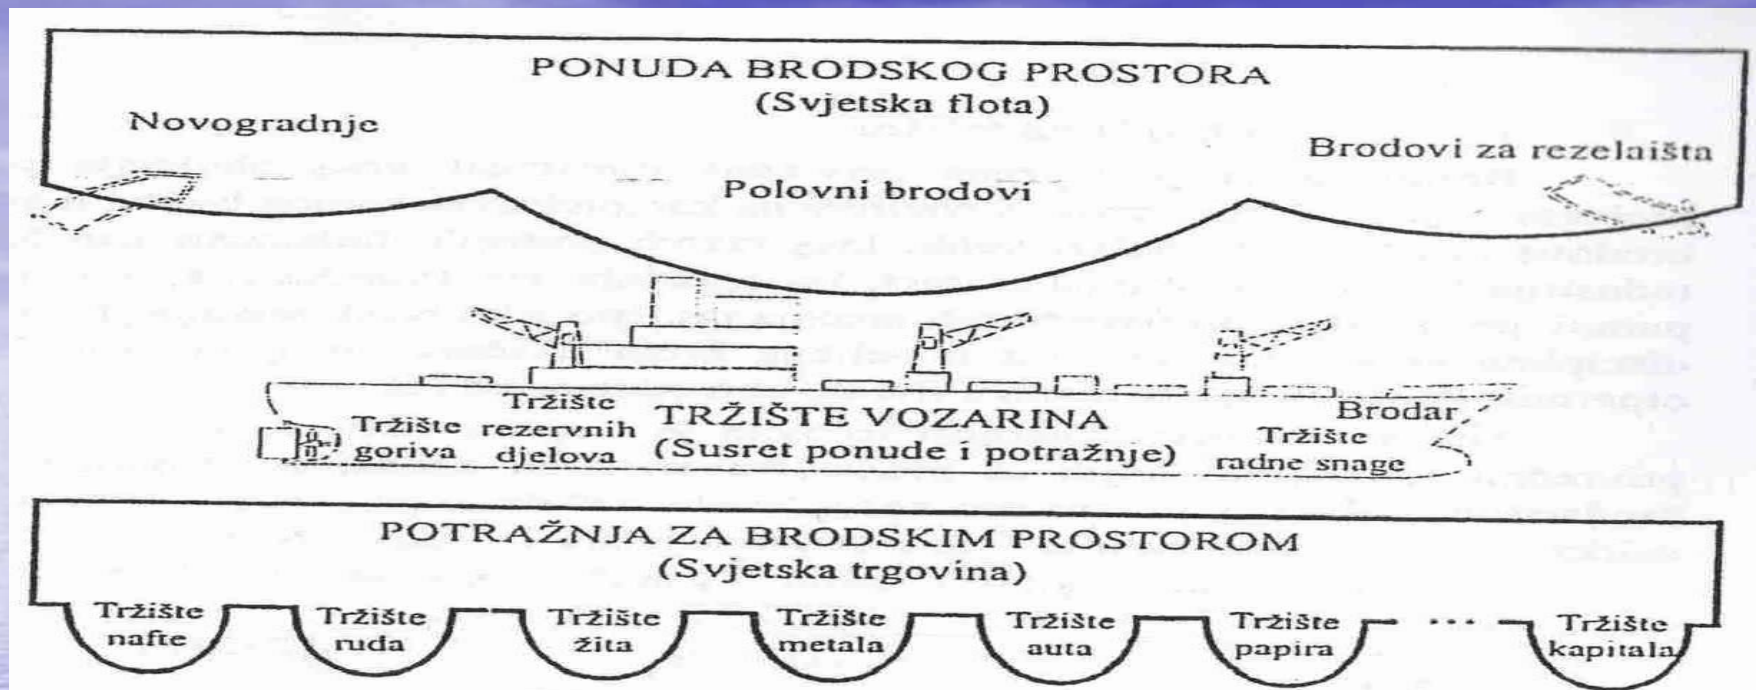 PONUDA BRODSKOG PROSTORA
(Svjetska flota)
Novogradnje
Brodovi za rezelaišta
Polovni brodovi
Tržište
goriva
Tržište
rezervnih
djelova
TRŽIŠTE VOZARINA
(Susret ponude i potražnje)
Brodar
Tržište
radne snage
POTRAŽNJA ZA BRODSKIM PROSTOROM
(Svjetska trgovina)
Tržište
nafte
Tržište
ruda
Tržište
žita
Tržište
metala
Tržište
auta
Tržište
papira
...
Tržište
kapitala